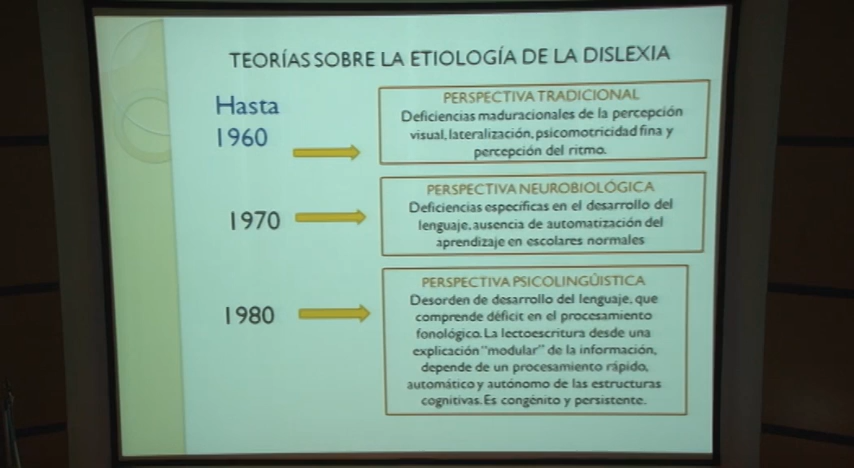 TEORÍAS SOBRE LA ETIOLOGÍA DE LA DISLEXIA
Hasta
1960
PERSPECTIVA TRADICIONAL
Deficiencias maduracionales de la percepción
visual, lateralización, psicomotricidad fina y
percepción del ritmo.
1970
PERSPECTIVA NEUROBIOLÓGICA
Deficiencias específicas en el desarrollo del
lenguaje, ausencia de automatización del
aprendizaje en escolares normales
1980
PERSPECTIVA PSICOLINGÜISTICA
Desorden de desarrollo del lenguaje, que
comprende déficit en el procesamiento
fonológico. La lectoescritura desde una
explicación "modular" de la información,
depende de un procesamiento rápido,
automático y autónomo de las estructuras
cognitivas. Es congénito y persistente.